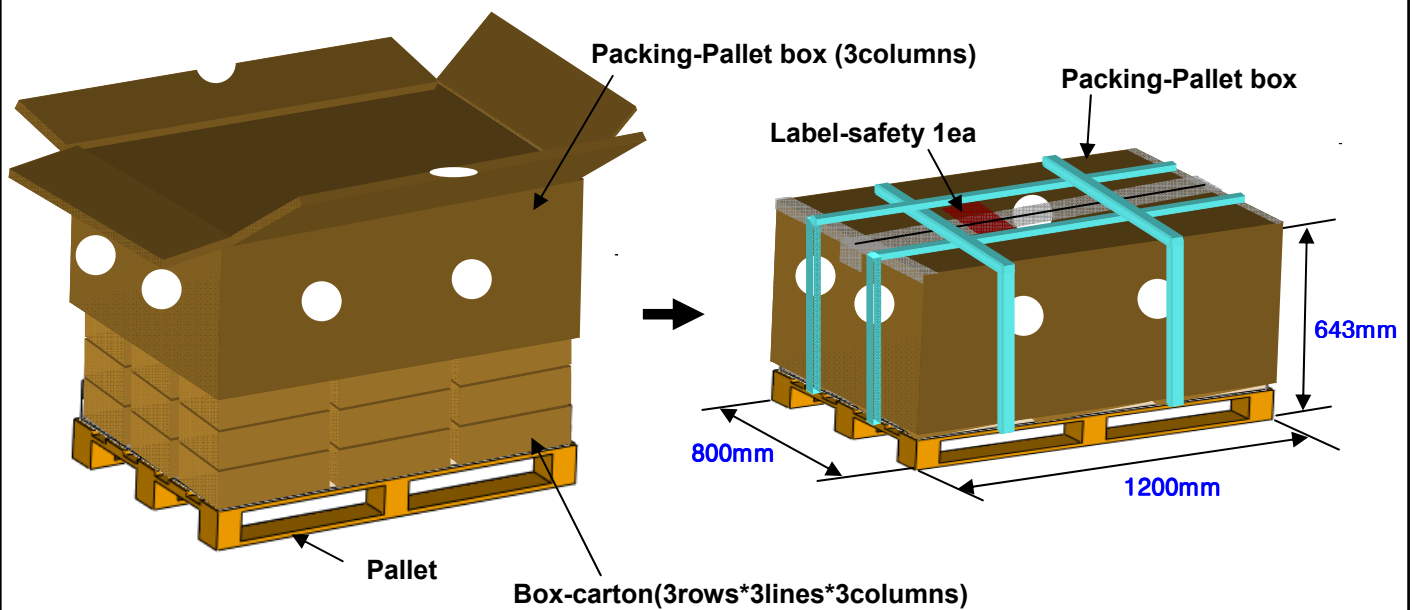 Packing-Pallet box (3columns)
Packing-Pallet box
Label-safety 1ea
643mm
800mm
1200mm
Pallet
Box-carton(3rows*3lines*3columns)